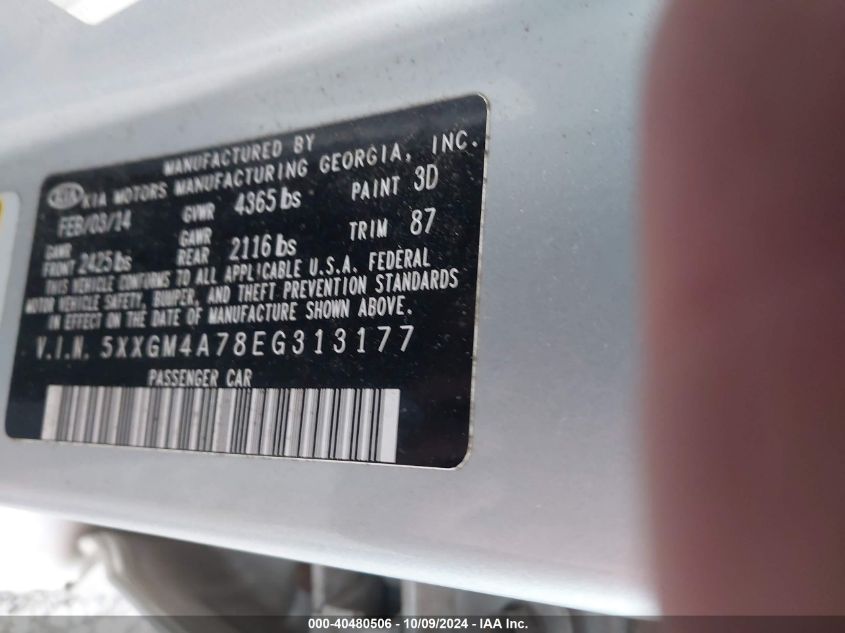 MANUFACTURED BY
KIA KIA MOTORS MANUFACTURING GEORGIA, INC.
FEB/03/14 GVWR 4365 lbs PAINT 3D
GAWR FRONT 2425 lbs GAWR REAR 2116 lbs TRIM 87
THIS VEHICLE CONFORMS TO ALL APPLICABLE U.S.A. FEDERAL
MOTOR VEHICLE SAFETY, BUMPER, AND THEFT PREVENTION STANDARDS
IN EFFECT ON THE DATE OF MANUFACTURE SHOWN ABOVE.
V.I.N. 5XXGM4A78EG313177
PASSENGER CAR
000-40480506 - 10/09/2024 - IAA Inc.